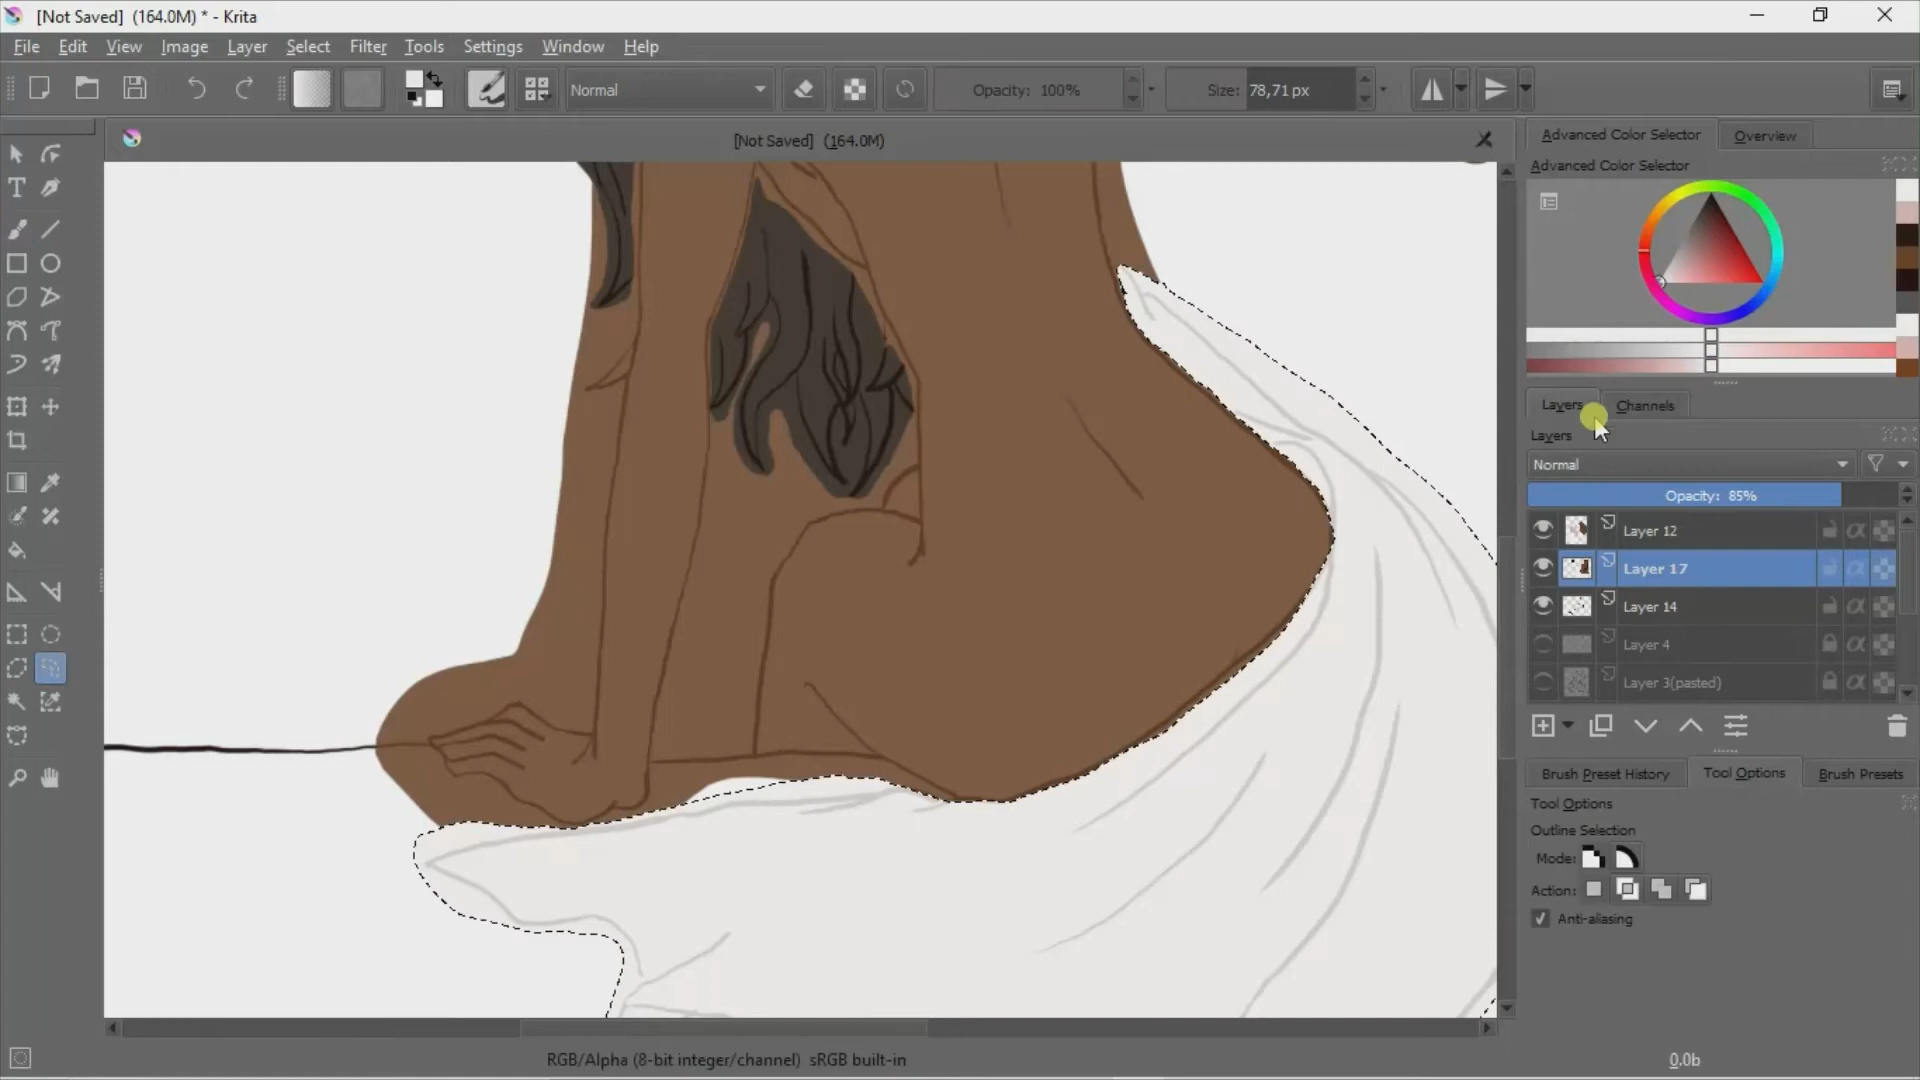 [Not Saved]  (164.0M) * - Krita
File Edit View Image Layer Select Filter Tools Settings Window Help
Normal Opacity: 100% Size: 78,71 px
[Not Saved]  (164.0M)
Advanced Color Selector Overview
Advanced Color Selector
Layers Channels
Layers
Normal
Opacity: 85%
Layer 12
Layer 17
Layer 14
Layer 4
Layer 3(pasted)
Brush Preset History Tool Options Brush Presets
Tool Options
Outline Selection
Mode:
Action:
Anti-aliasing
RGB/Alpha (8-bit integer/channel)  sRGB built-in
0,0b